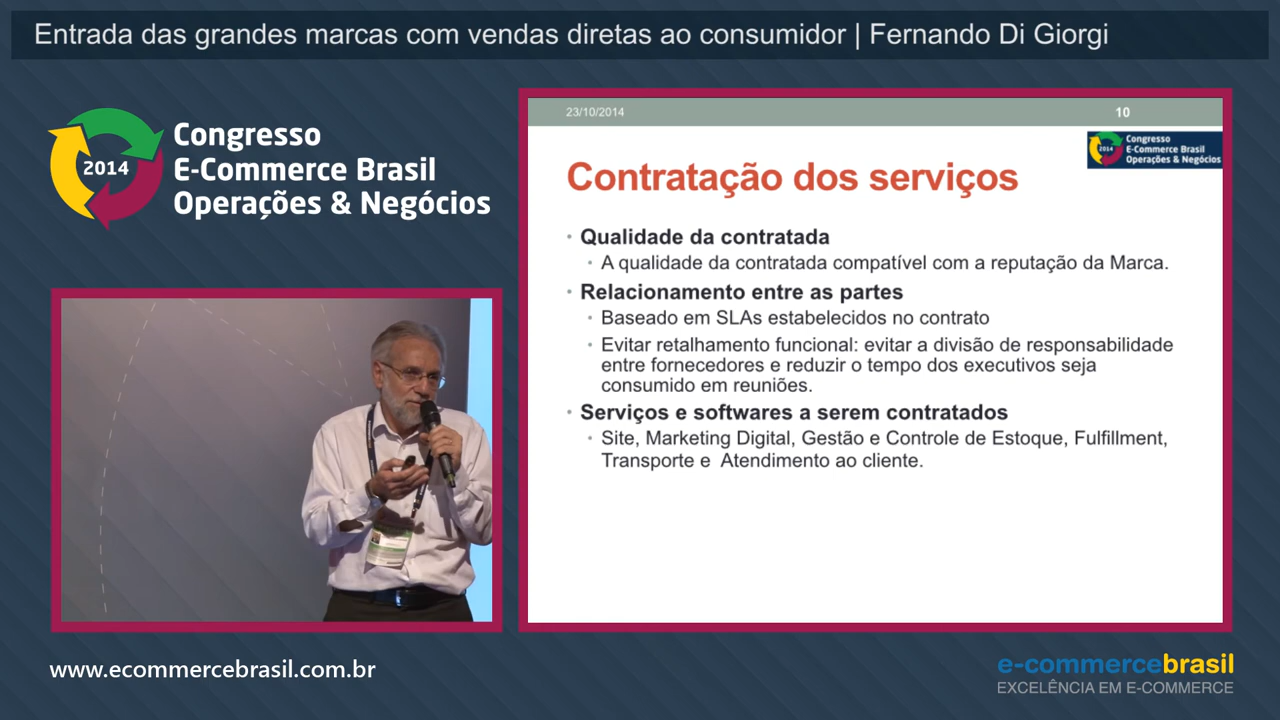 Entrada das grandes marcas com vendas diretas ao consumidor | Fernando Di Giorgi
2014
Congresso
E-Commerce Brasil
Operações & Negócios
23/10/2014
10
2014
Congresso
E-Commerce Brasil
Operações & Negócios
Contratação dos serviços
• Qualidade da contratada
• A qualidade da contratada compatível com a reputação da Marca.
• Relacionamento entre as partes
• Baseado em SLAs estabelecidos no contrato
• Evitar retalhamento funcional: evitar a divisão de responsabilidade
entre fornecedores e reduzir o tempo dos executivos seja
consumido em reuniões.
• Serviços e softwares a serem contratados
• Site, Marketing Digital, Gestão e Controle de Estoque, Fulfillment,
Transporte e Atendimento ao cliente.
www.ecommercebrasil.com.br
e-commercebrasil
EXCELÊNCIA EM E-COMMERCE